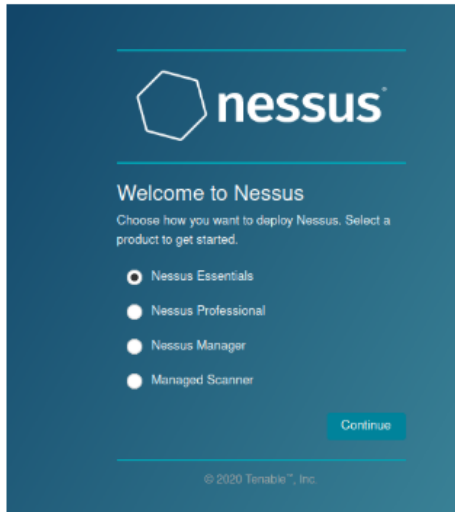 nessus®
Welcome to Nessus
Choose how you want to deploy Nessus. Select a
product to get started.
Nessus Essentials
Nessus Professional
Nessus Manager
Managed Scanner
Continue
© 2020 Tenable™, Inc.